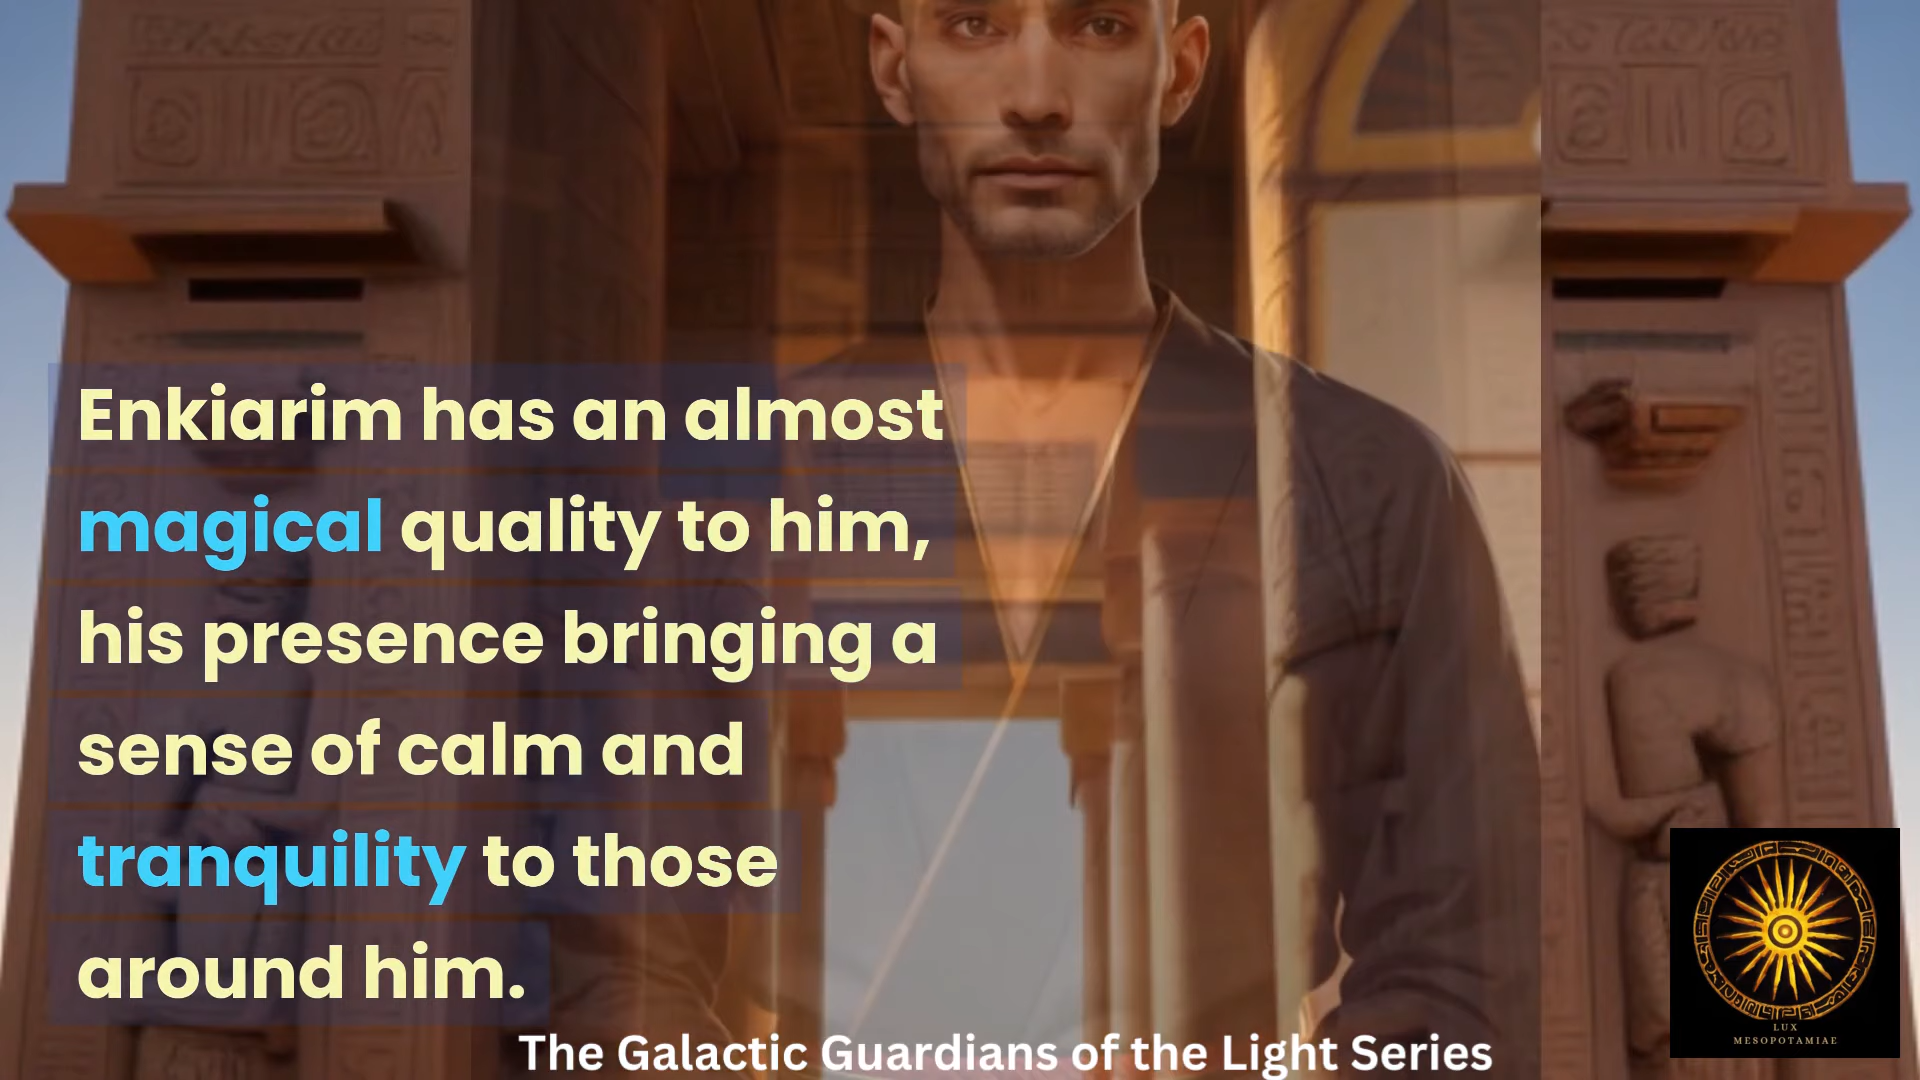 Enkiarim has an almost
magical quality to him,
his presence bringing a
sense of calm and
tranquility to those
around him.
The Galactic Guardians of the Light Series
LUX
MESOPOTAMIAE